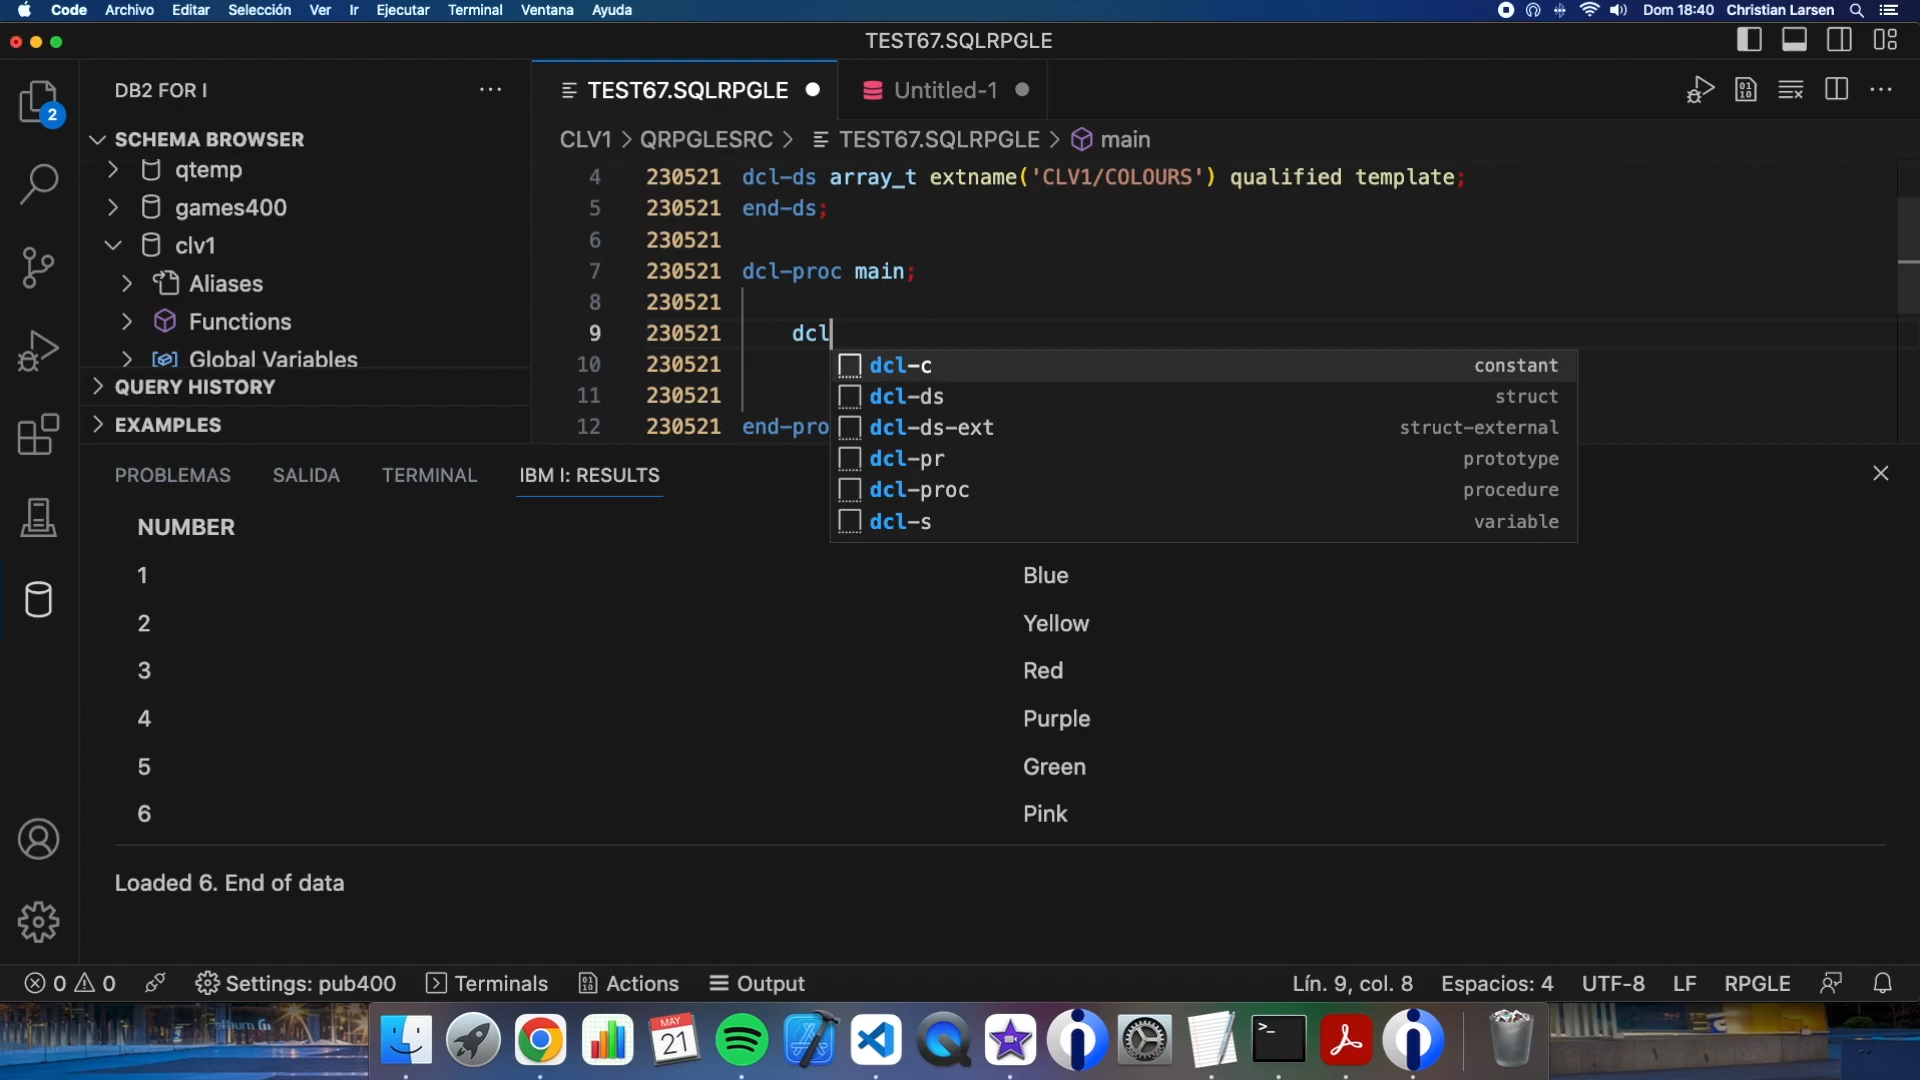 Code Archivo Editar Selección Ver Ir Ejecutar Terminal Ventana Ayuda Dom 18:40 Christian Larsen
TEST67.SQLRPGLE
DB2 FOR I
TEST67.SQLRPGLE Untitled-1
2
SCHEMA BROWSER
CLV1 > QRPGLESRC > TEST67.SQLRPGLE > main
qtemp
games400
clv1
Aliases
Functions
Global Variables
QUERY HISTORY
EXAMPLES
4 230521 dcl-ds array_t extname('CLV1/COLOURS') qualified template;
5 230521 end-ds;
6 230521
7 230521 dcl-proc main;
8 230521
9 230521 dcl
10 230521
11 230521
12 230521 end-pro
dcl-c constant
dcl-ds struct
dcl-ds-ext struct-external
dcl-pr prototype
dcl-proc procedure
dcl-s variable
PROBLEMAS SALIDA TERMINAL IBM I: RESULTS
NUMBER
1 Blue
2 Yellow
3 Red
4 Purple
5 Green
6 Pink
Loaded 6. End of data
0 0 Settings: pub400 Terminals Actions Output Lín. 9, col. 8 Espacios: 4 UTF-8 LF RPGLE
MAY
21